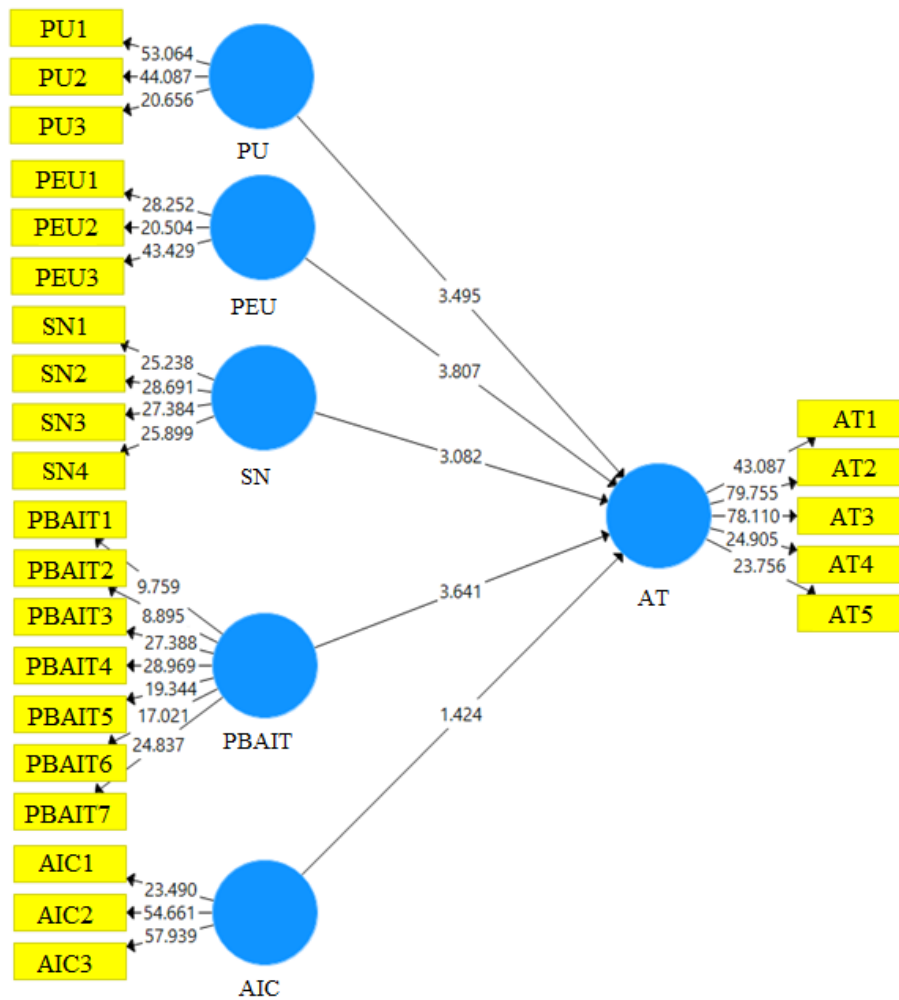 PU1
PU2
PU3
53.064
44.087
20.656
PU
PEU1
PEU2
PEU3
28.252
20.504
43.429
PEU
SN1
SN2
SN3
SN4
25.238
28.691
27.384
25.899
SN
PBAIT1
PBAIT2
PBAIT3
PBAIT4
PBAIT5
PBAIT6
PBAIT7
9.759
8.895
27.388
28.969
19.344
17.021
24.837
PBAIT
AIC1
AIC2
AIC3
23.490
54.661
57.939
AIC
3.495
3.807
3.082
3.641
1.424
AT
43.087
79.755
78.110
24.905
23.756
AT1
AT2
AT3
AT4
AT5